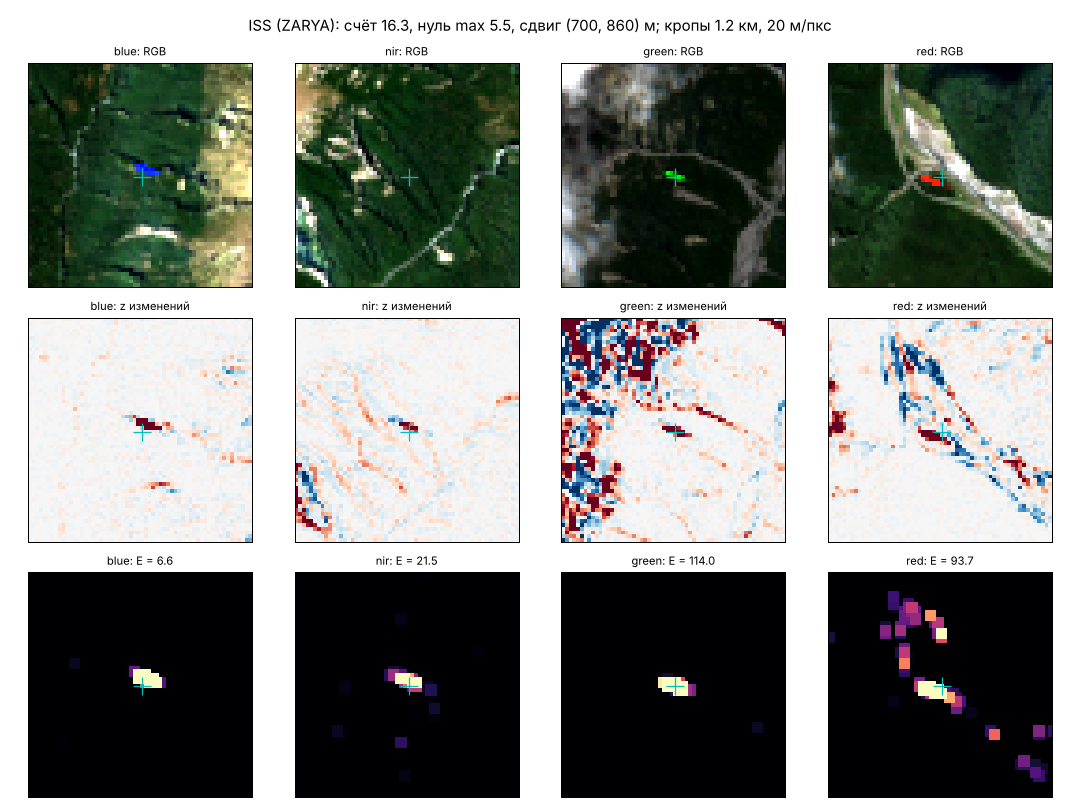 ISS (ZARYA): счёт 16.3, нуль max 5.5, сдвиг (700, 860) м; кропы 1.2 км, 20 м/пкс
blue: RGB
nir: RGB
green: RGB
red: RGB
blue: z изменений
nir: z изменений
green: z изменений
red: z изменений
blue: E = 6.6
nir: E = 21.5
green: E = 114.0
red: E = 93.7